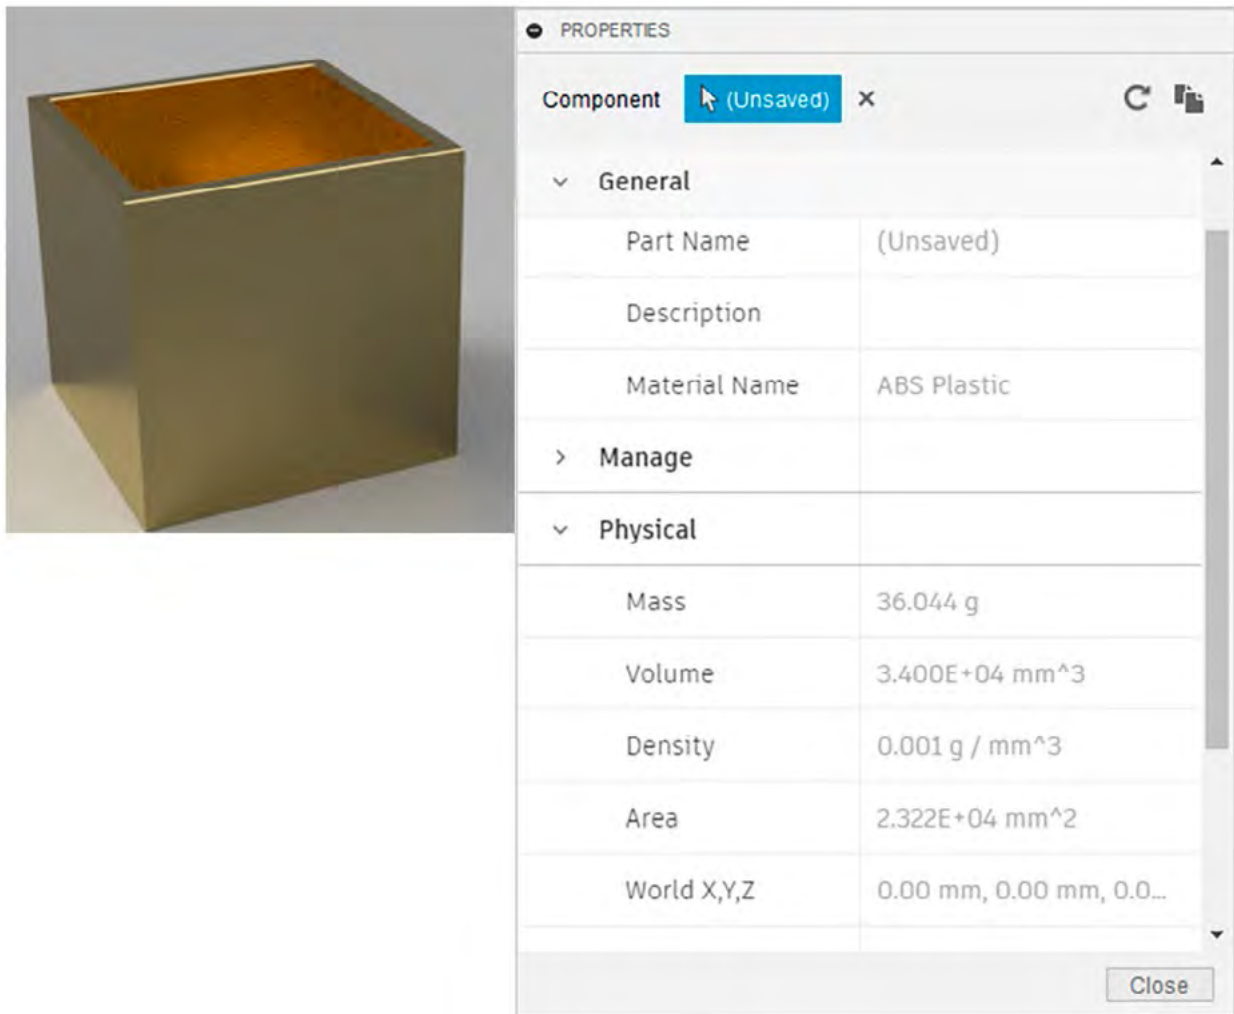 PROPERTIES
Component (Unsaved)
General
Part Name (Unsaved)
Description
Material Name ABS Plastic
Manage
Physical
Mass 36.044 g
Volume 3.400E+04 mm^3
Density 0.001 g / mm^3
Area 2.322E+04 mm^2
World X,Y,Z 0.00 mm, 0.00 mm, 0.0...
Close